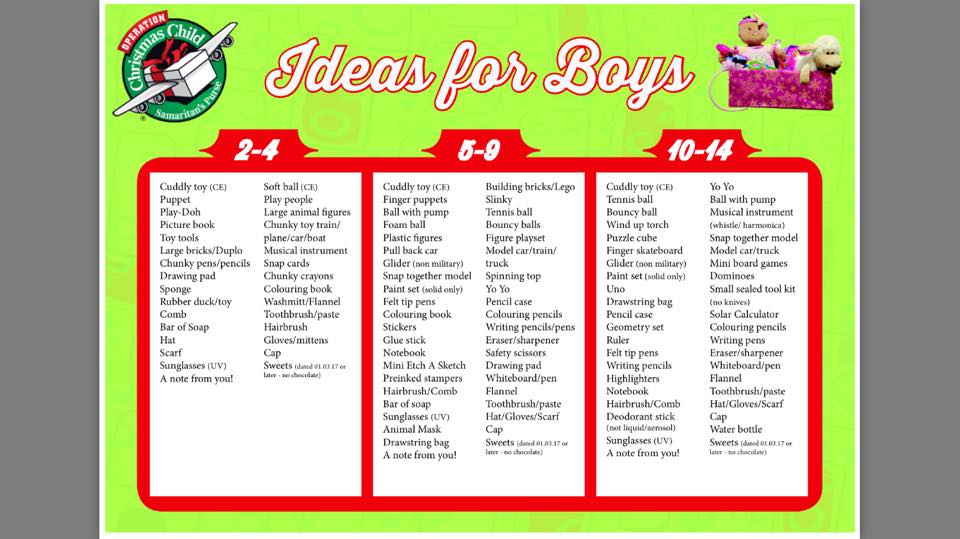 OPERATION
Christmas Child
Samaritan's Purse
®
Ideas for Boys
2-4
Cuddly toy (CE)
Puppet
Play-Doh
Picture book
Toy tools
Large bricks/Duplo
Chunky pens/pencils
Drawing pad
Sponge
Rubber duck/toy
Comb
Bar of Soap
Hat
Scarf
Sunglasses (UV)
A note from you!
Soft ball (CE)
Play people
Large animal figures
Chunky toy train/
plane/car/boat
Musical instrument
Snap cards
Chunky crayons
Colouring book
Washmitt/Flannel
Toothbrush/paste
Hairbrush
Gloves/mittens
Cap
Sweets (dated 01.03.17 or
later - no chocolate)
5-9
Cuddly toy (CE)
Finger puppets
Ball with pump
Foam ball
Plastic figures
Pull back car
Glider (non military)
Snap together model
Paint set (solid only)
Felt tip pens
Colouring book
Stickers
Glue stick
Notebook
Mini Etch A Sketch
Preinked stampers
Hairbrush/Comb
Bar of soap
Sunglasses (UV)
Animal Mask
Drawstring bag
A note from you!
Building bricks/Lego
Slinky
Tennis ball
Bouncy balls
Figure playset
Model car/train/
truck
Spinning top
Yo Yo
Pencil case
Colouring pencils
Writing pencils/pens
Eraser/sharpener
Safety scissors
Drawing pad
Whiteboard/pen
Flannel
Toothbrush/paste
Hat/Gloves/Scarf
Cap
Sweets (dated 01.03.17 or
later - no chocolate)
10-14
Cuddly toy (CE)
Tennis ball
Bouncy ball
Wind up torch
Puzzle cube
Finger skateboard
Glider (non military)
Paint set (solid only)
Uno
Drawstring bag
Pencil case
Geometry set
Ruler
Felt tip pens
Writing pencils
Highlighters
Notebook
Hairbrush/Comb
Deodorant stick
(not liquid/aerosol)
Sunglasses (UV)
A note from you!
Yo Yo
Ball with pump
Musical instrument
(whistle/ harmonica)
Snap together model
Model car/truck
Mini board games
Dominoes
Small sealed tool kit
(no knives)
Solar Calculator
Colouring pencils
Writing pens
Eraser/sharpener
Whiteboard/pen
Flannel
Toothbrush/paste
Hat/Gloves/Scarf
Cap
Water bottle
Sweets (dated 01.03.17 or
later - no chocolate)